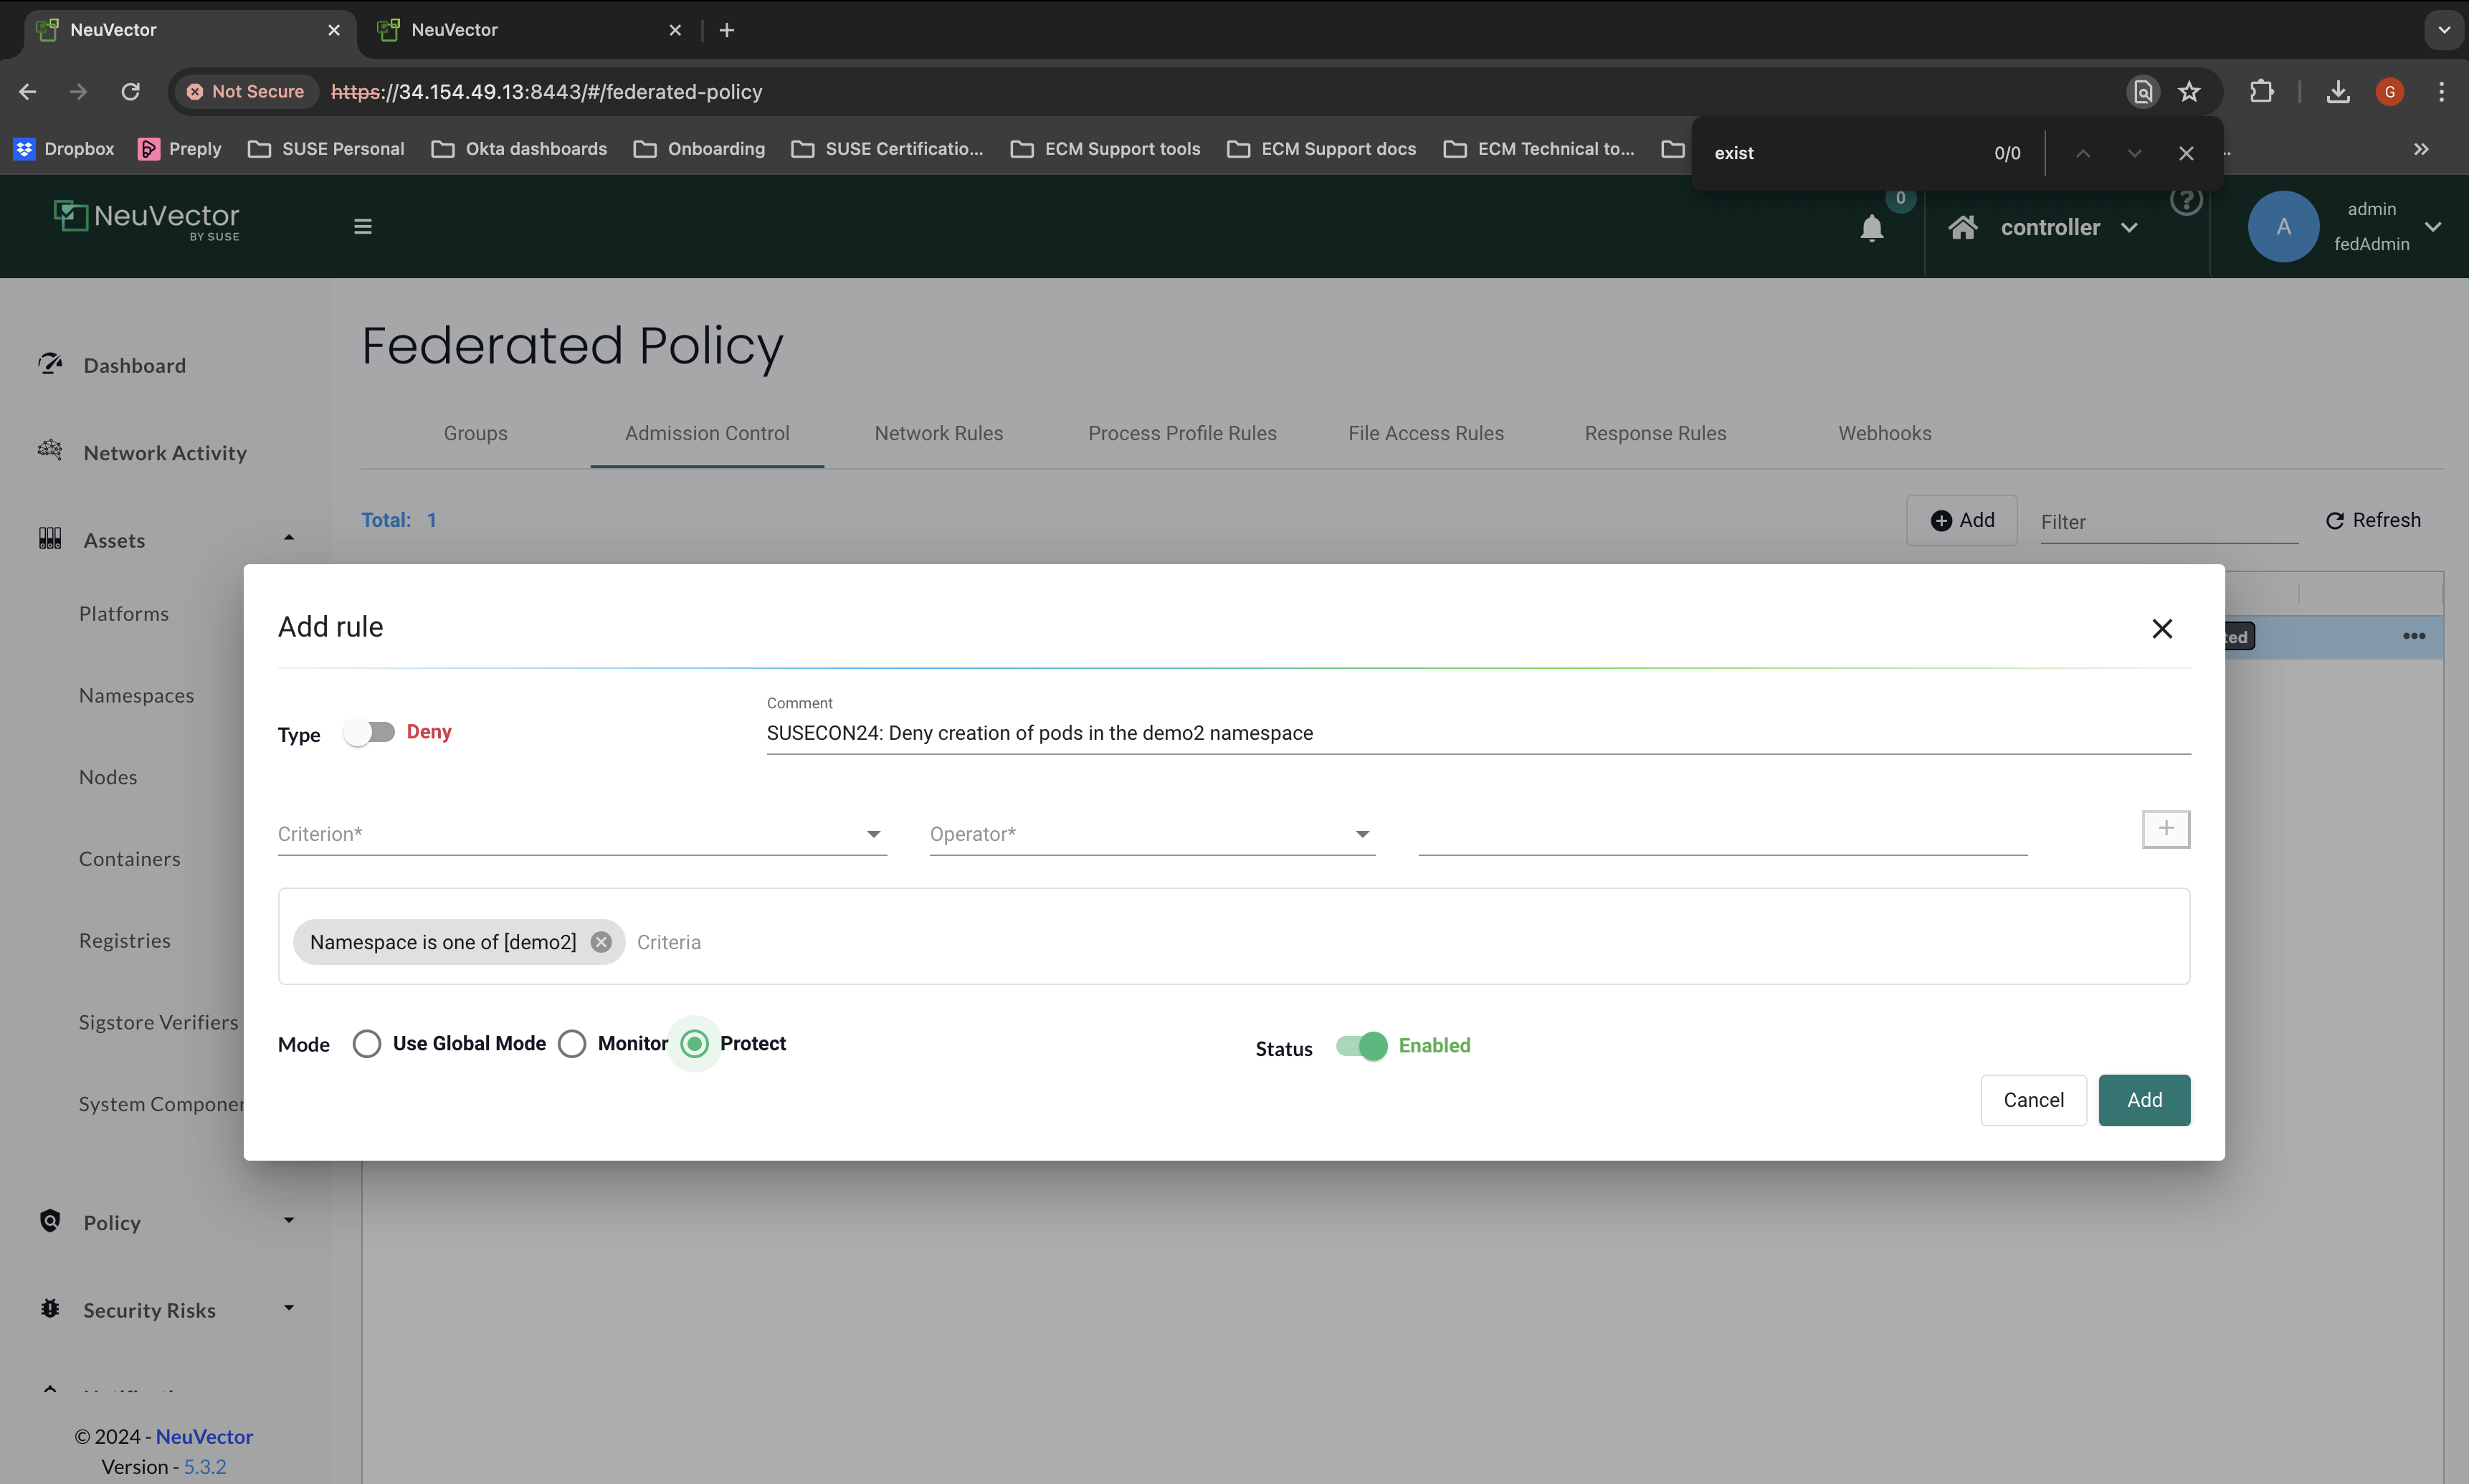 NeuVector
NeuVector
Not Secure https://34.154.49.13:8443/#/federated-policy
G
Dropbox Preply SUSE Personal Okta dashboards Onboarding SUSE Certificatio... ECM Support tools ECM Support docs ECM Technical to...
exist 0/0
NeuVector
BY SUSE
0
controller
A
admin
fedAdmin
Federated Policy
Dashboard
Network Activity
Assets
Platforms
Namespaces
Nodes
Containers
Registries
Sigstore Verifiers
System Componen
Policy
Security Risks
© 2024 - NeuVector
Version - 5.3.2
Groups Admission Control Network Rules Process Profile Rules File Access Rules Response Rules Webhooks
Total: 1
Add Filter Refresh
Add rule
Comment
Type Deny SUSECON24: Deny creation of pods in the demo2 namespace
Criterion* Operator*
Namespace is one of [demo2] Criteria
Mode Use Global Mode Monitor Protect Status Enabled
Cancel Add